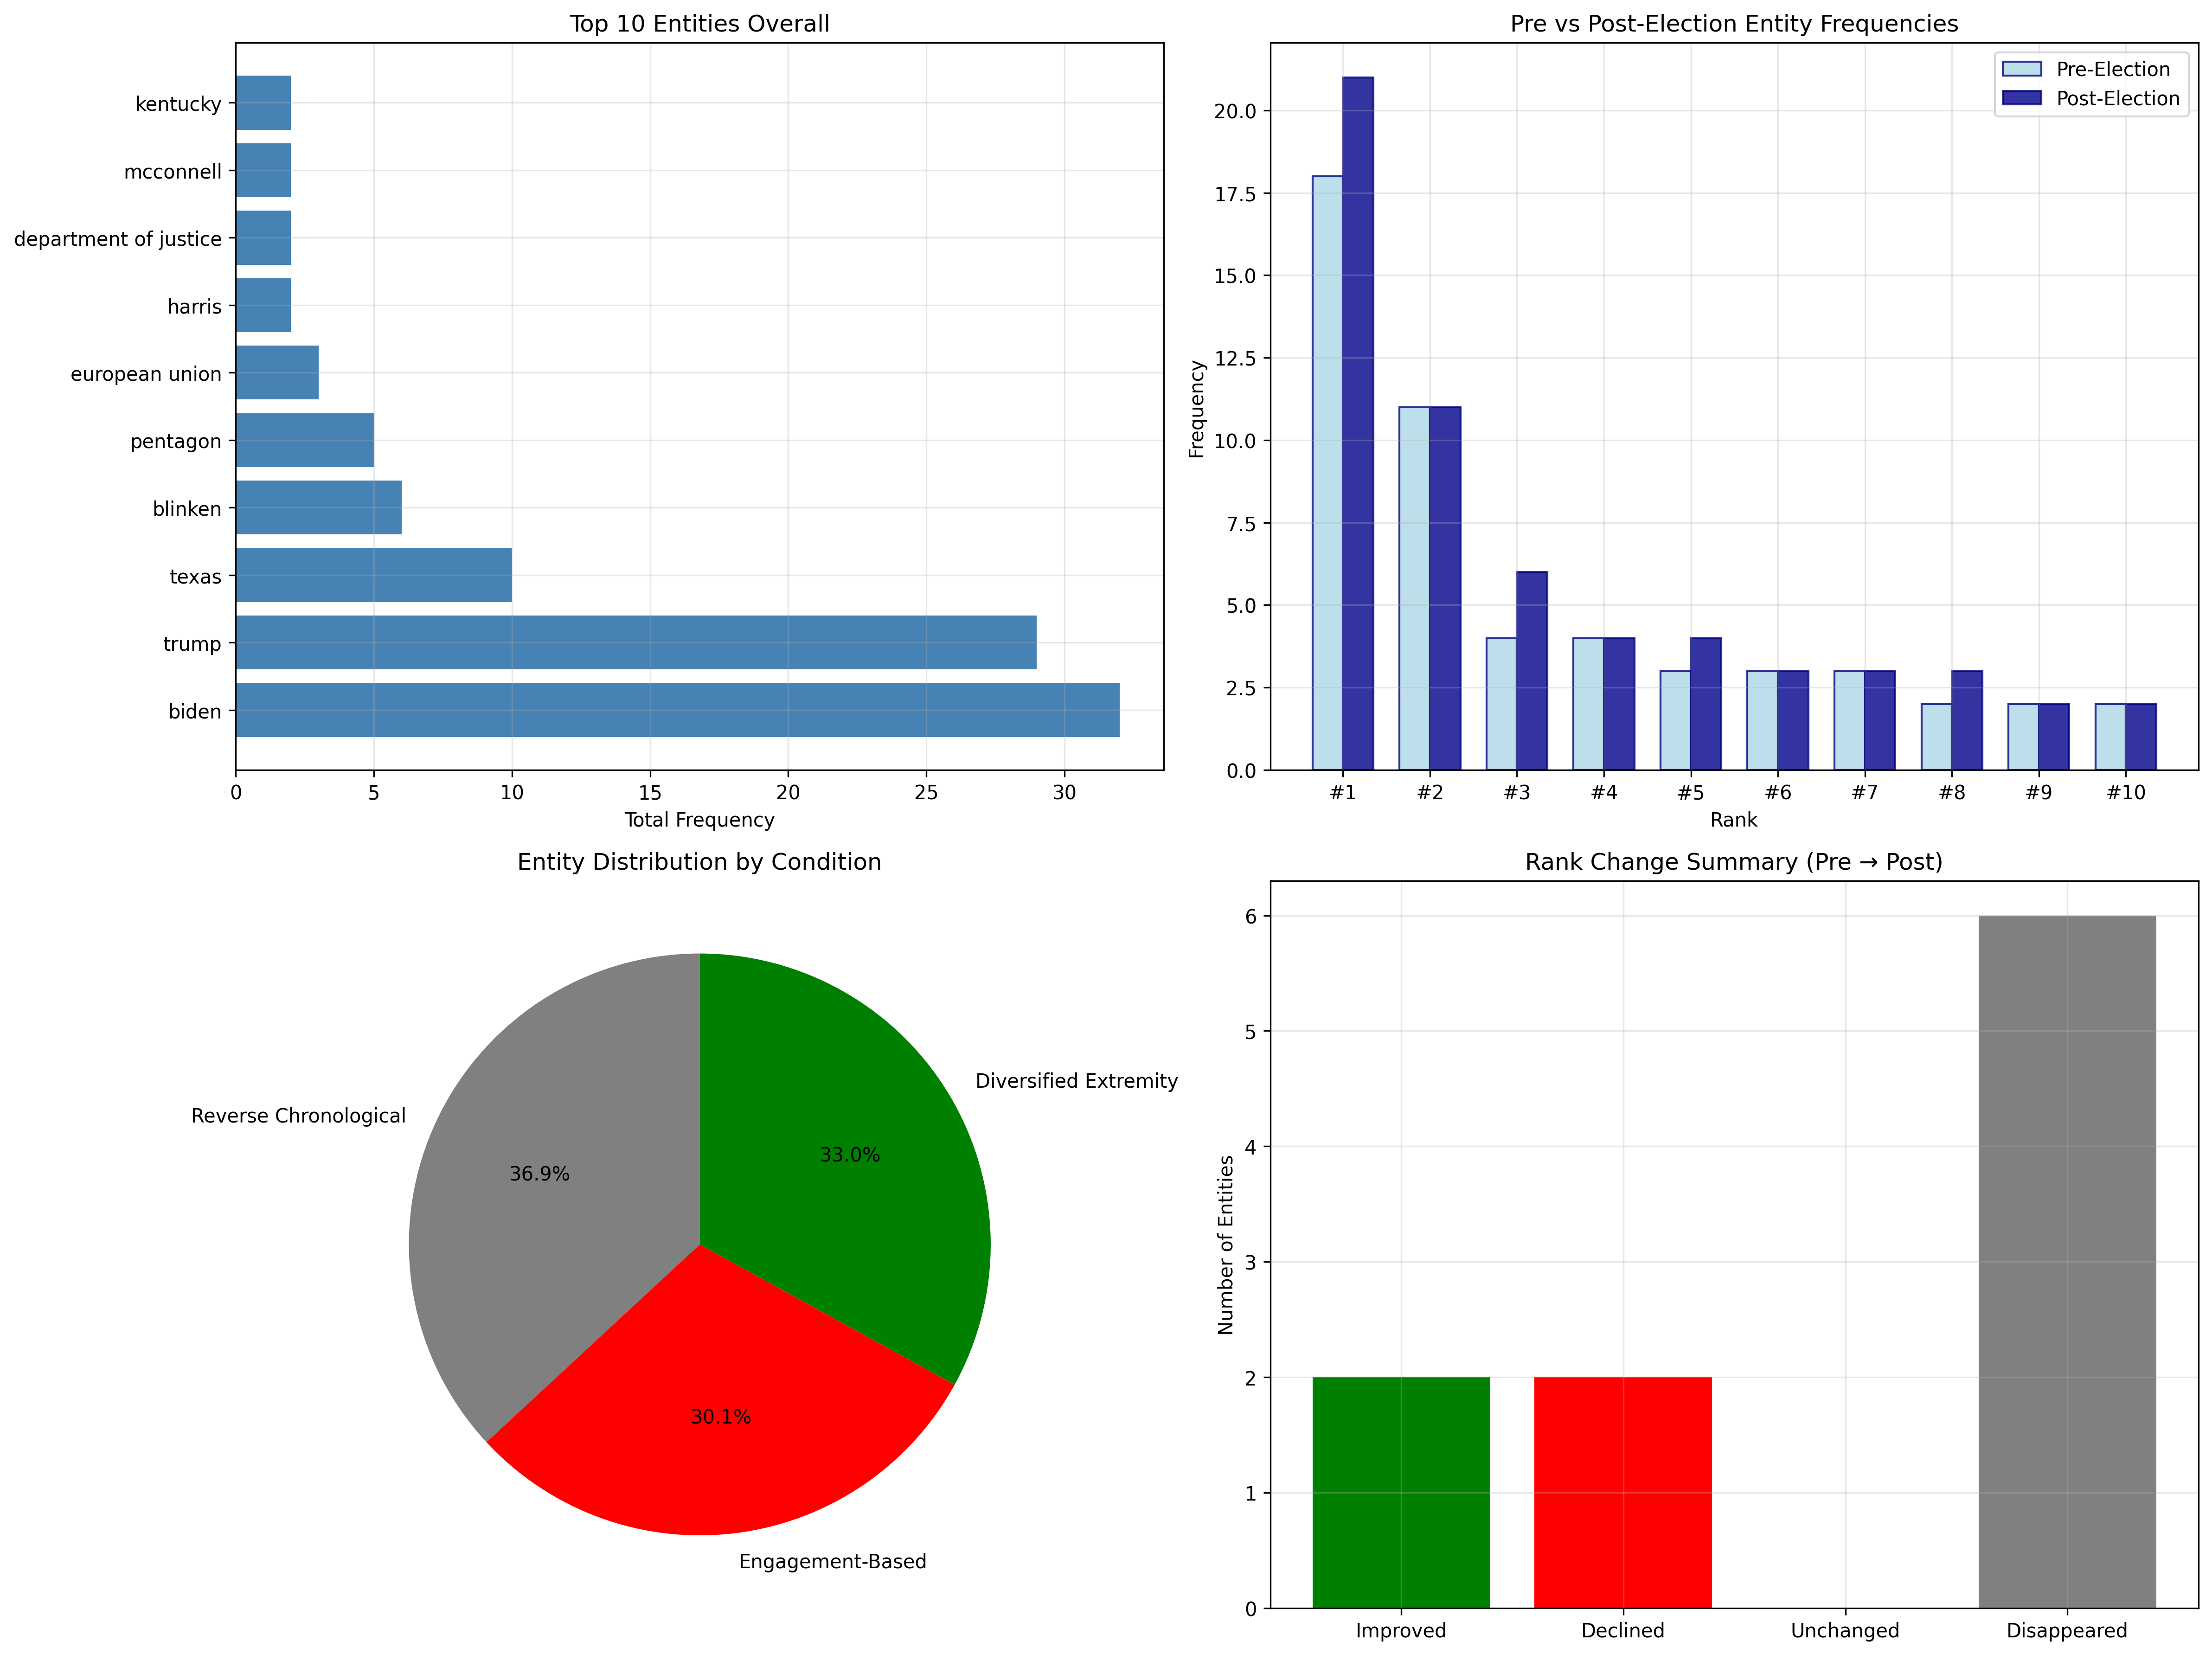 Top 10 Entities Overall
kentucky
mcconnell
department of justice
harris
european union
pentagon
blinken
texas
trump
biden
0 5 10 15 20 25 30
Total Frequency
Pre vs Post-Election Entity Frequencies
Pre-Election
Post-Election
Frequency
20.0
17.5
15.0
12.5
10.0
7.5
5.0
2.5
0.0
#1 #2 #3 #4 #5 #6 #7 #8 #9 #10
Rank
Entity Distribution by Condition
Diversified Extremity
Reverse Chronological
33.0%
36.9%
30.1%
Engagement-Based
Rank Change Summary (Pre → Post)
Number of Entities
6
5
4
3
2
1
0
Improved Declined Unchanged Disappeared